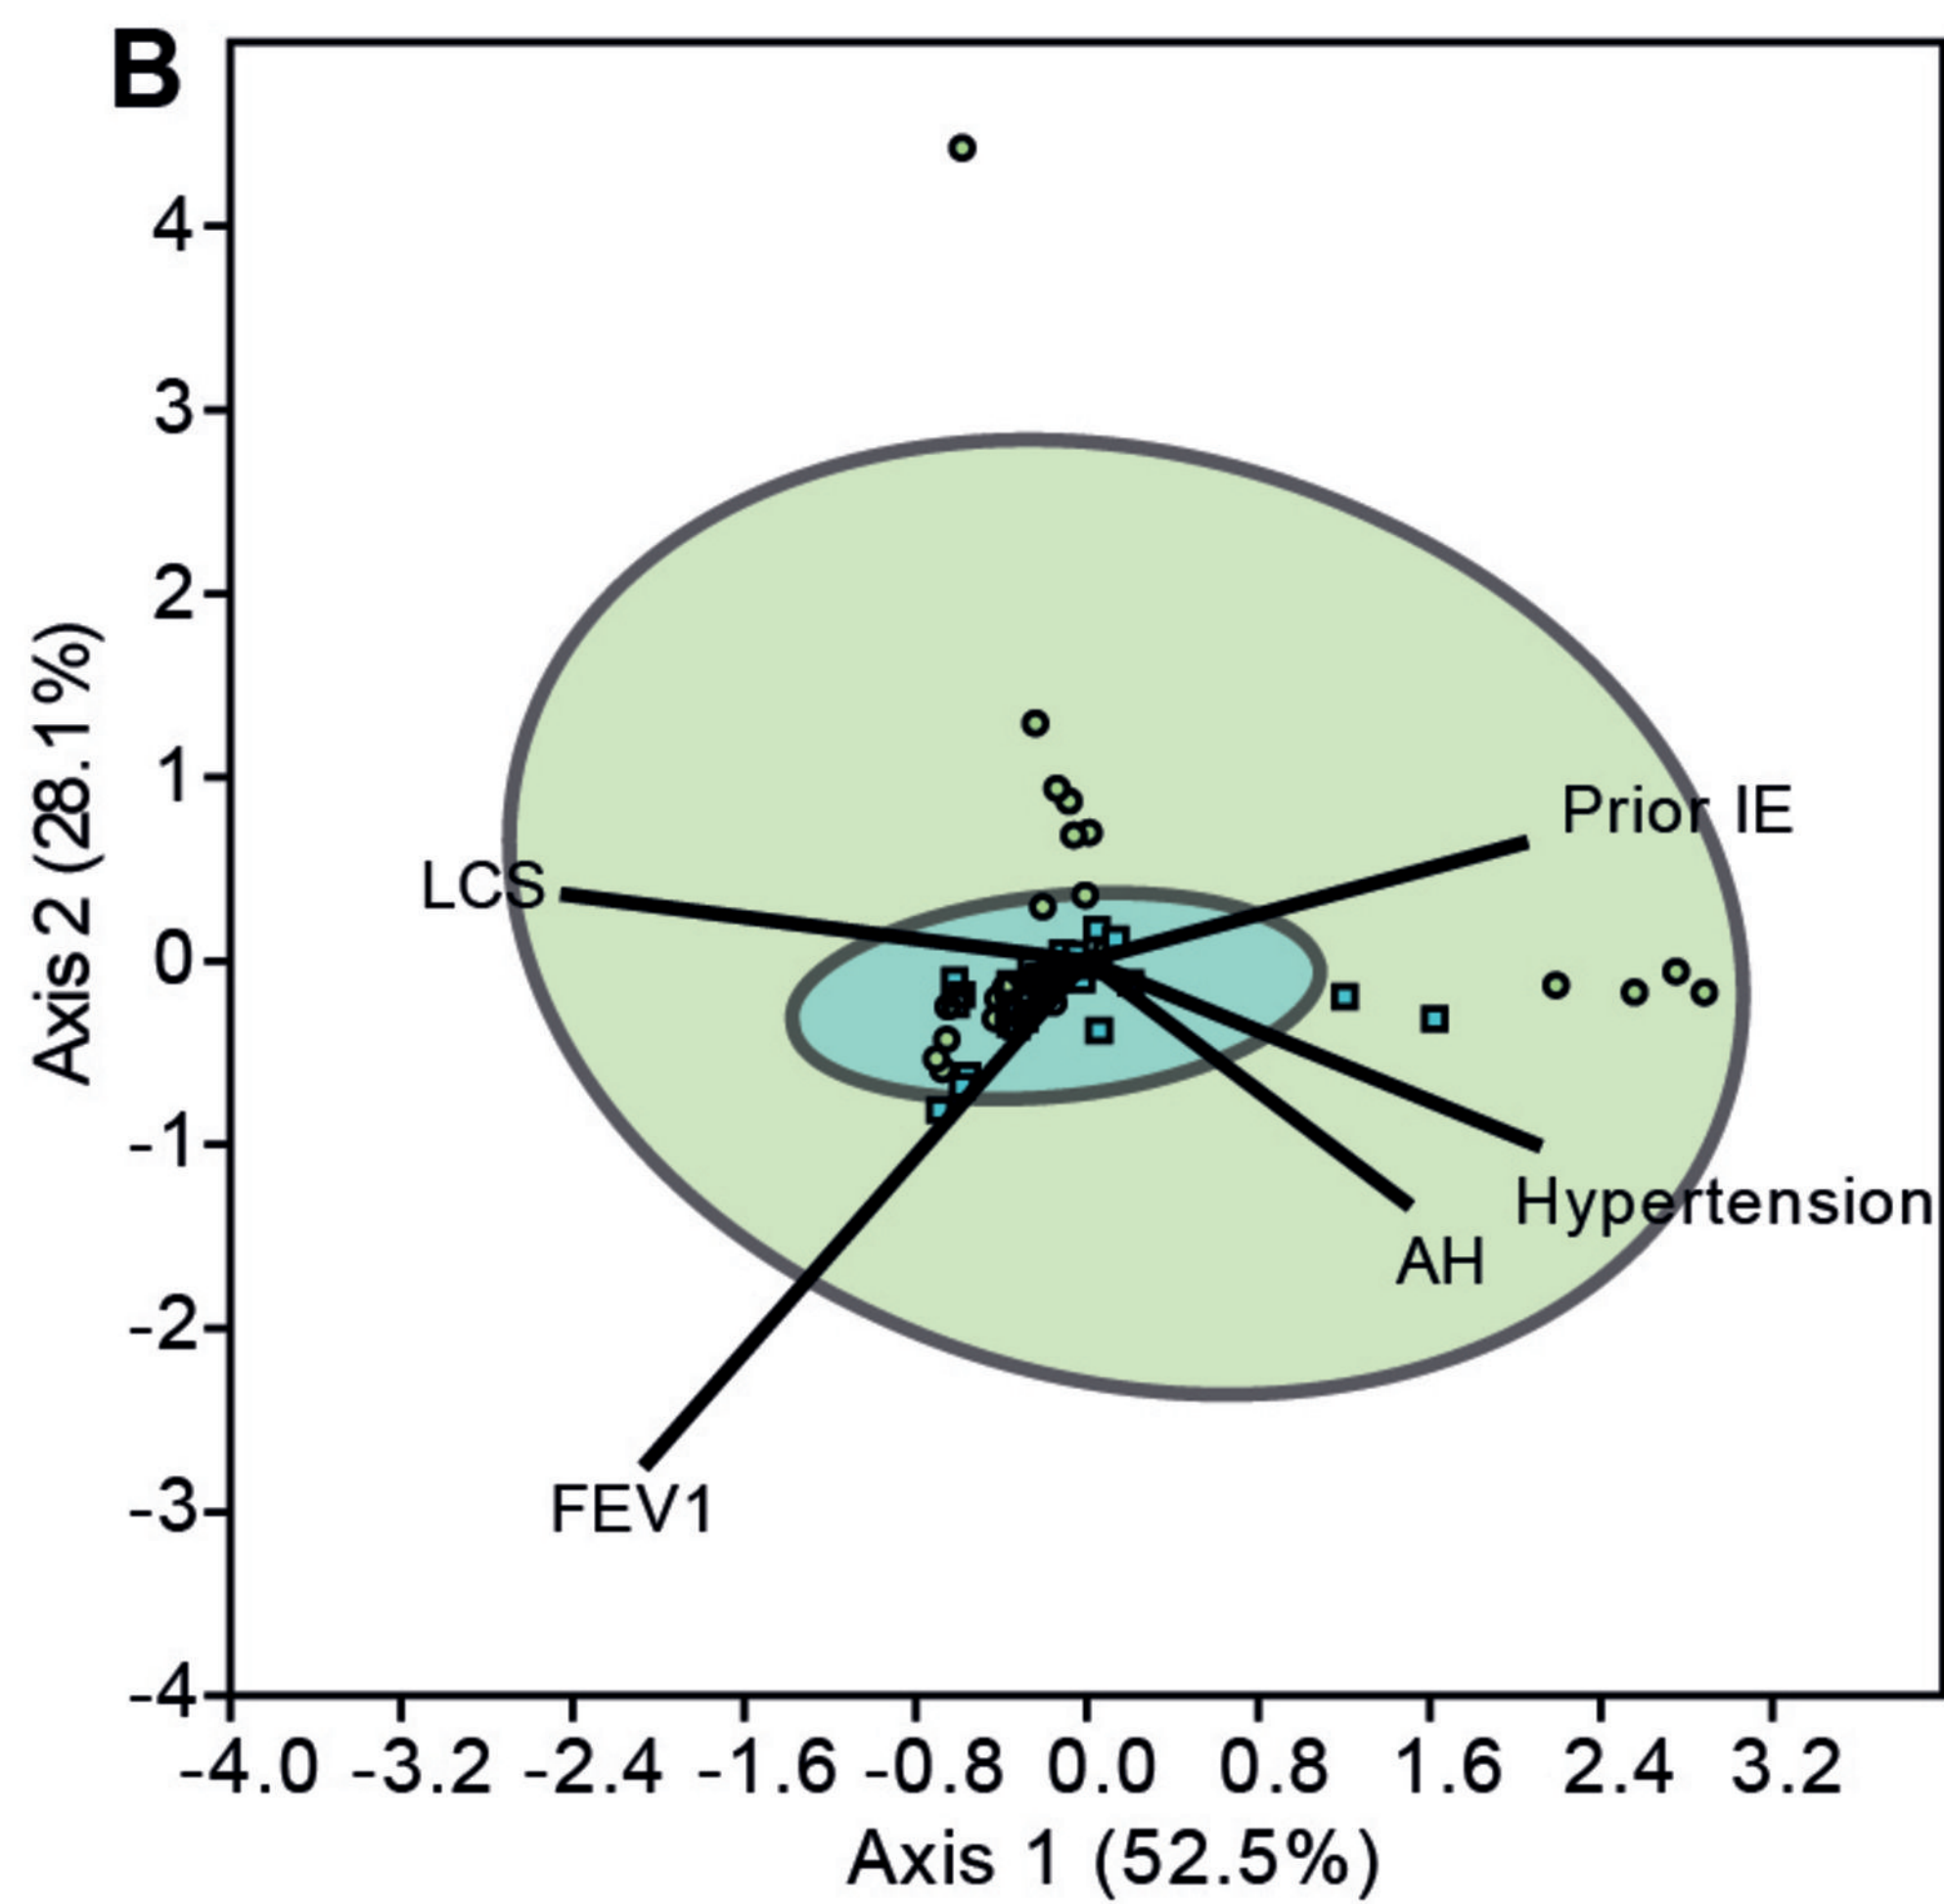 B
4
3
2
1
0
-1
-2
-3
-4
Axis 2 (28.1%)
Prior IE
LCS
Hypertension
AH
FEV1
-4.0 -3.2 -2.4 -1.6 -0.8 0.0 0.8 1.6 2.4 3.2
Axis 1 (52.5%)